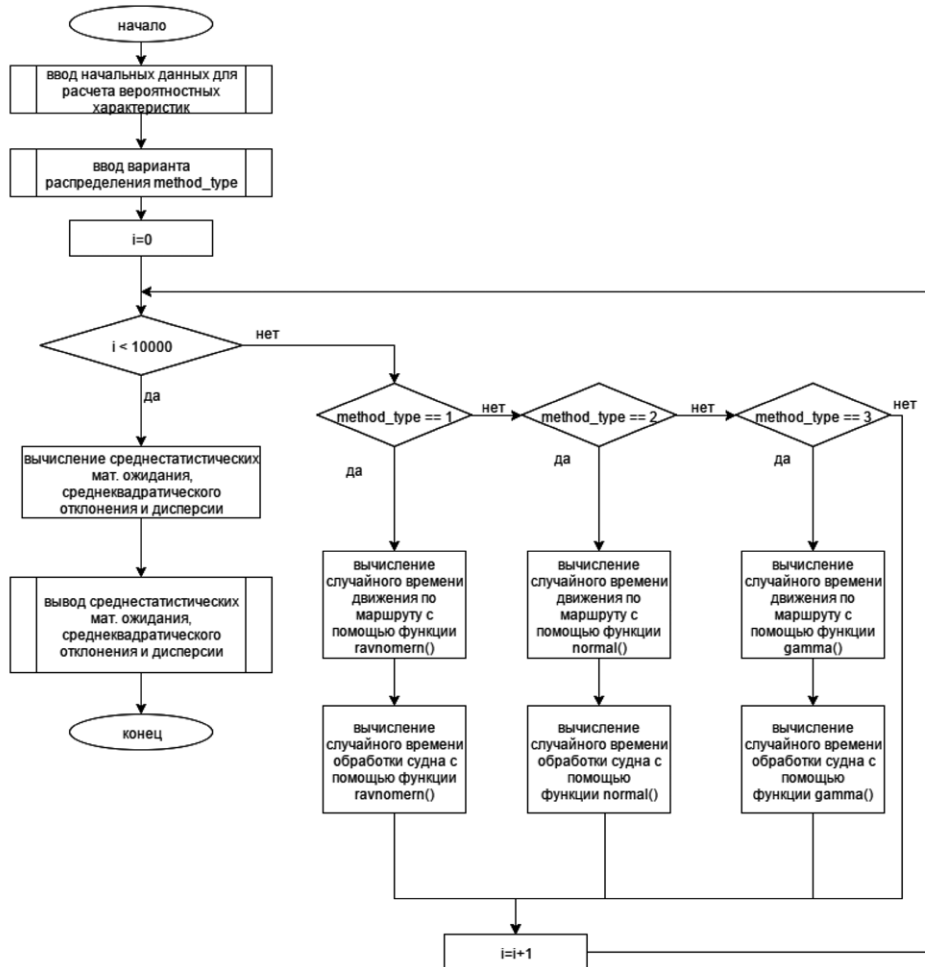 начало
ввод начальных данных для
расчета вероятностных
характеристик
ввод варианта
распределения method_type
i=0
i < 10000
нет
да
method_type == 1
нет
method_type == 2
нет
method_type == 3
нет
да
да
да
вычисление среднестатистических
мат. ожидания,
среднеквадратического
отклонения и дисперсии
вывод среднестатистических
мат. ожидания,
среднеквадратического
отклонения и дисперсии
конец
вычисление
случайного времени
движения по
маршруту с
помощью функции
ravnomern()
вычисление
случайного времени
движения по
маршруту с
помощью функции
normal()
вычисление
случайного времени
движения по
маршруту с
помощью функции
gamma()
вычисление
случайного времени
обработки судна с
помощью функции
ravnomern()
вычисление
случайного времени
обработки судна с
помощью
функции normal()
вычисление
случайного времени
обработки судна с
помощью
функции gamma()
i=i+1